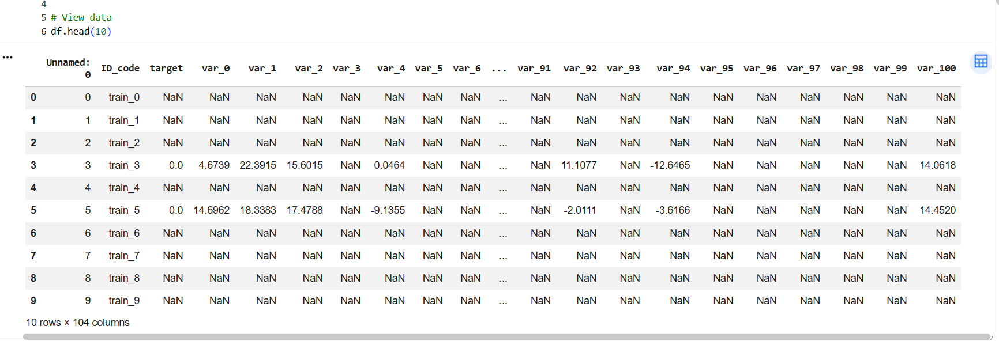 4
5 # View data
6 df.head(10)
...
Unnamed: 0 ID_code target var_0 var_1 var_2 var_3 var_4 var_5 var_6 ... var_91 var_92 var_93 var_94 var_95 var_96 var_97 var_98 var_99 var_100
0 0 train_0 NaN NaN NaN NaN NaN NaN NaN NaN ... NaN NaN NaN NaN NaN NaN NaN NaN NaN NaN
1 1 train_1 NaN NaN NaN NaN NaN NaN NaN NaN ... NaN NaN NaN NaN NaN NaN NaN NaN NaN NaN
2 2 train_2 NaN NaN NaN NaN NaN NaN NaN NaN ... NaN NaN NaN NaN NaN NaN NaN NaN NaN NaN
3 3 train_3 0.0 4.6739 22.3915 15.6015 NaN 0.0464 NaN NaN ... NaN 11.1077 NaN -12.6465 NaN NaN NaN NaN NaN 14.0618
4 4 train_4 NaN NaN NaN NaN NaN NaN NaN NaN ... NaN NaN NaN NaN NaN NaN NaN NaN NaN NaN
5 5 train_5 0.0 14.6962 18.3383 17.4788 NaN -9.1355 NaN NaN ... NaN -2.0111 NaN -3.6166 NaN NaN NaN NaN NaN 14.4520
6 6 train_6 NaN NaN NaN NaN NaN NaN NaN NaN ... NaN NaN NaN NaN NaN NaN NaN NaN NaN NaN
7 7 train_7 NaN NaN NaN NaN NaN NaN NaN NaN ... NaN NaN NaN NaN NaN NaN NaN NaN NaN NaN
8 8 train_8 NaN NaN NaN NaN NaN NaN NaN NaN ... NaN NaN NaN NaN NaN NaN NaN NaN NaN NaN
9 9 train_9 NaN NaN NaN NaN NaN NaN NaN NaN ... NaN NaN NaN NaN NaN NaN NaN NaN NaN NaN
10 rows × 104 columns